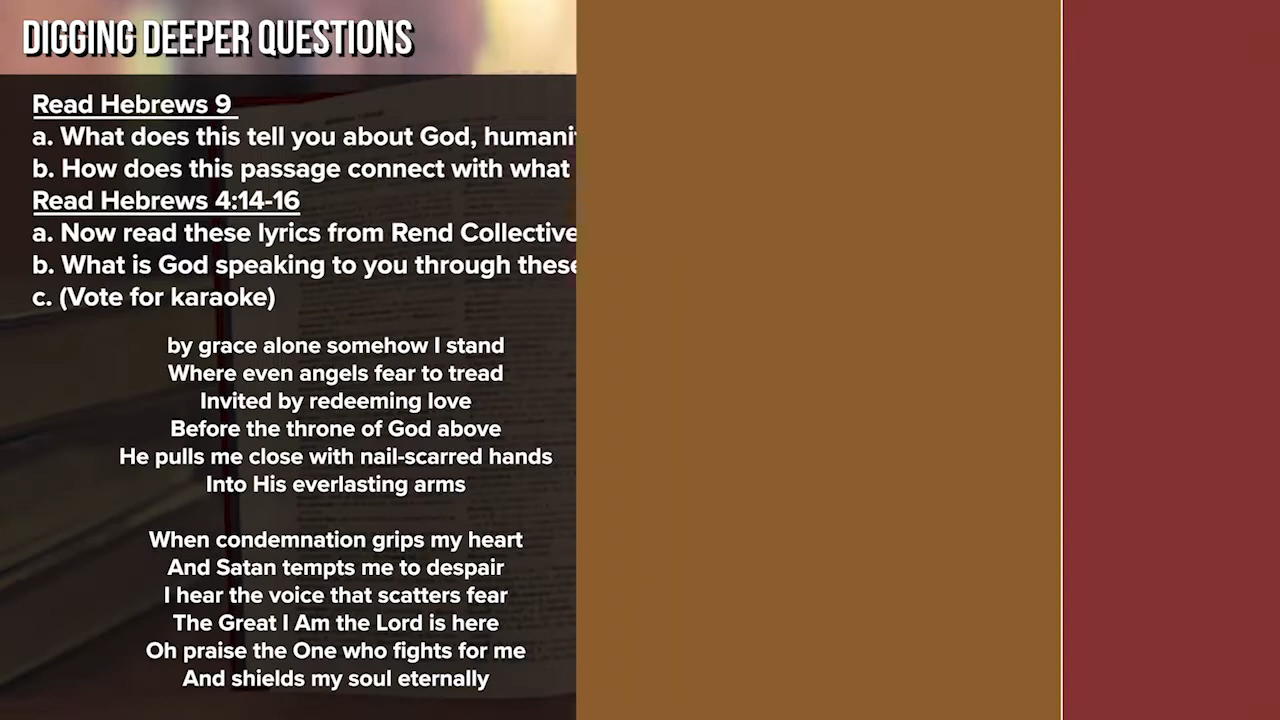 DIGGING DEEPER QUESTIONS
Read Hebrews 9
a. What does this tell you about God,
b. How does this passage connect with what
Read Hebrews 4:14-16
a. Now read these lyrics from Rend Collective
b. What is God speaking to you through these
c. (Vote for karaoke)
by grace alone somehow I stand
Where even angels fear to tread
Invited by redeeming love
Before the throne of God above
He pulls me close with nail-scarred hands
Into His everlasting arms
When condemnation grips my heart
And Satan tempts me to despair
I hear the voice that scatters fear
The Great I Am the Lord is here
Oh praise the One who fights for me
And shields my soul eternally